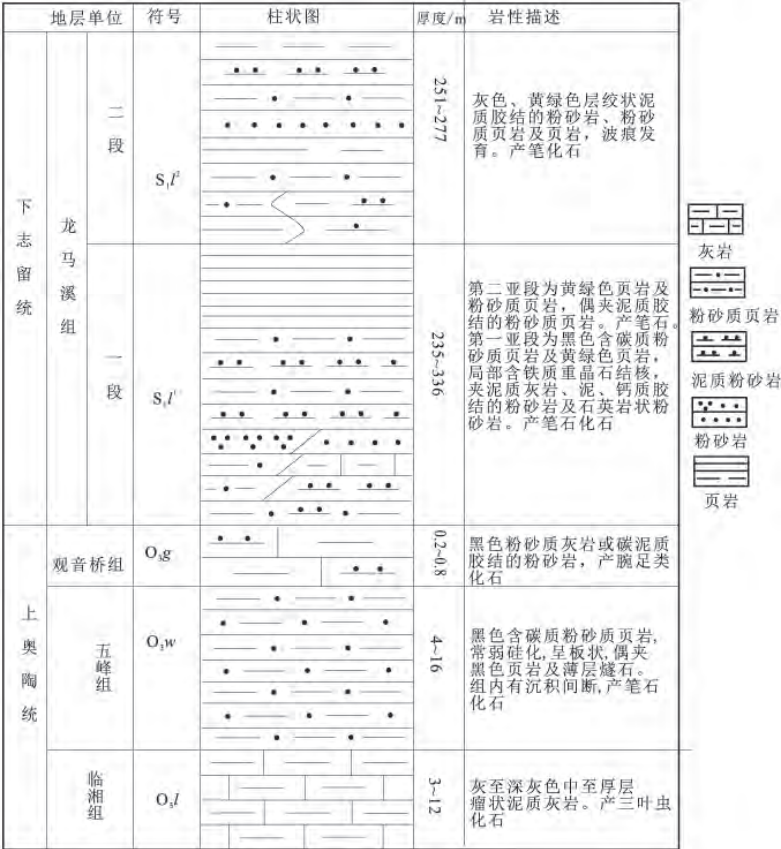 地层单位 符号 柱状图 厚度/m 岩性描述
下志留统
龙马溪组
二段
S₁l²
251~277
灰色、黄绿色层绞状泥
质胶结的粉砂岩、粉砂
质页岩及页岩，波痕发
育。产笔化石
一段
S₁l¹
235~336
第二亚段为黄绿色页岩及
粉砂质页岩，偶夹泥质胶
结的粉砂质页岩。产笔石。
第一亚段为黑色含碳质粉
砂质页岩及黄绿色页岩，
局部含铁质重晶石结核，
夹泥质灰岩、泥、钙质胶
结的粉砂岩及石英岩状粉
砂岩。产笔石化石
上奥陶统
观音桥组
O₃g
0.2~0.8
黑色粉砂质灰岩或碳泥质
胶结的粉砂岩，产腕足类
化石
五峰组
O₃w
4~16
黑色含碳质粉砂质页岩,
常弱硅化,呈板状,偶夹
黑色页岩及薄层燧石。
组内有沉积间断,产笔石
化石
临湘组
O₃l
3~12
灰至深灰色中至厚层
瘤状泥质灰岩。产三叶虫
化石
灰岩
粉砂质页岩
泥质粉砂岩
粉砂岩
页岩